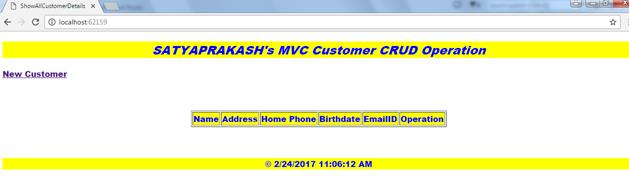 ShowAllCustomerDetails
localhost:62159
SATYAPRAKASH's MVC Customer CRUD Operation
New Customer
Name Address Home Phone Birthdate EmailID Operation
© 2/24/2017 11:06:12 AM